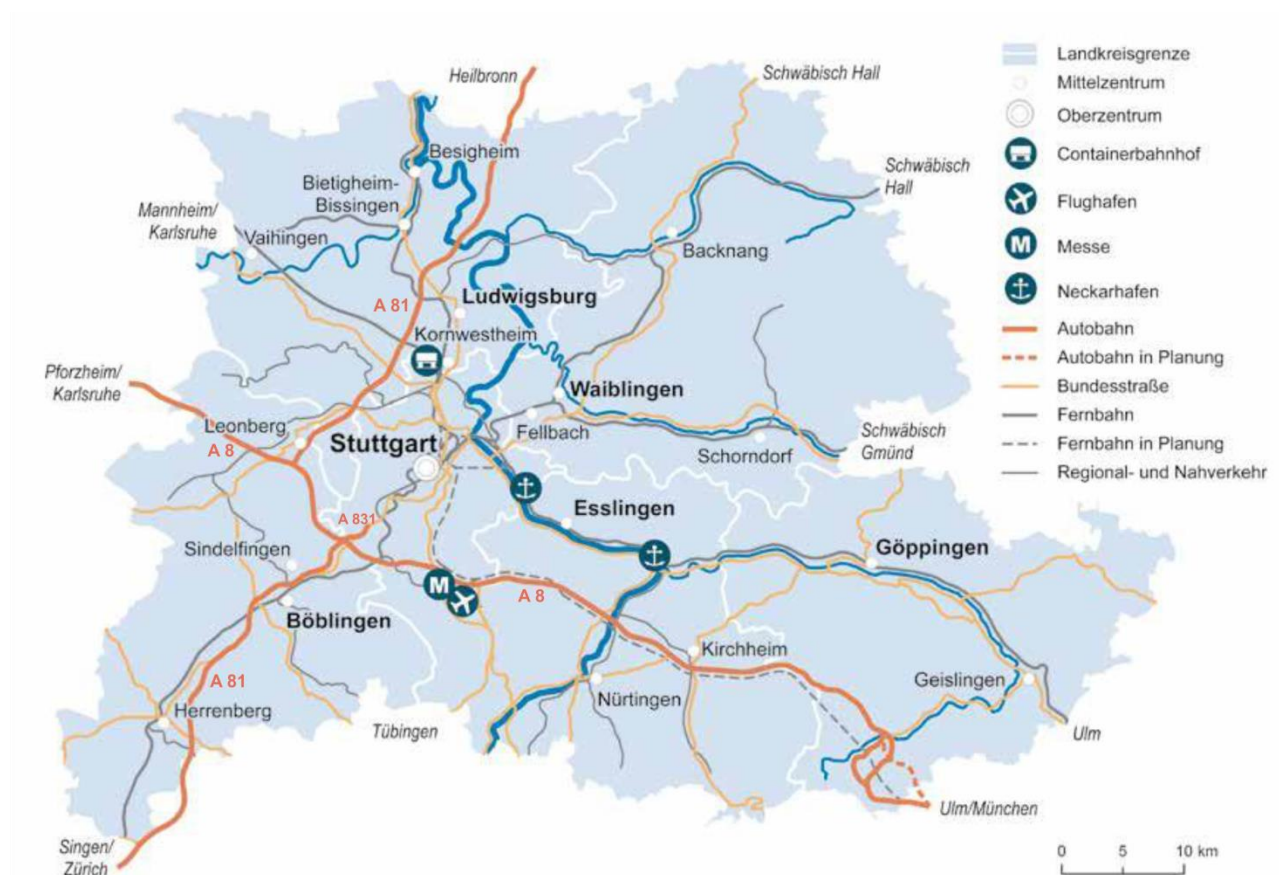 Heilbronn
Schwäbisch Hall
Besigheim
Bietigheim-
Bissingen
Schwäbisch
Hall
Mannheim/
Karlsruhe
Vaihingen
Backnang
A 81
Ludwigsburg
Kornwestheim
Pforzheim/
Karlsruhe
Waiblingen
Leonberg
A 8
Stuttgart
Fellbach
Schorndorf
Schwäbisch
Gmünd
A 831
Esslingen
Sindelfingen
Göppingen
M
A 8
Böblingen
Kirchheim
A 81
Herrenberg
Nürtingen
Geislingen
Tübingen
Ulm
Ulm/München
Singen/
Zürich
Landkreisgrenze
Mittelzentrum
Oberzentrum
Containerbahnhof
Flughafen
M Messe
Neckarhafen
Autobahn
Autobahn in Planung
Bundesstraße
Fernbahn
Fernbahn in Planung
Regional- und Nahverkehr
0 5 10 km